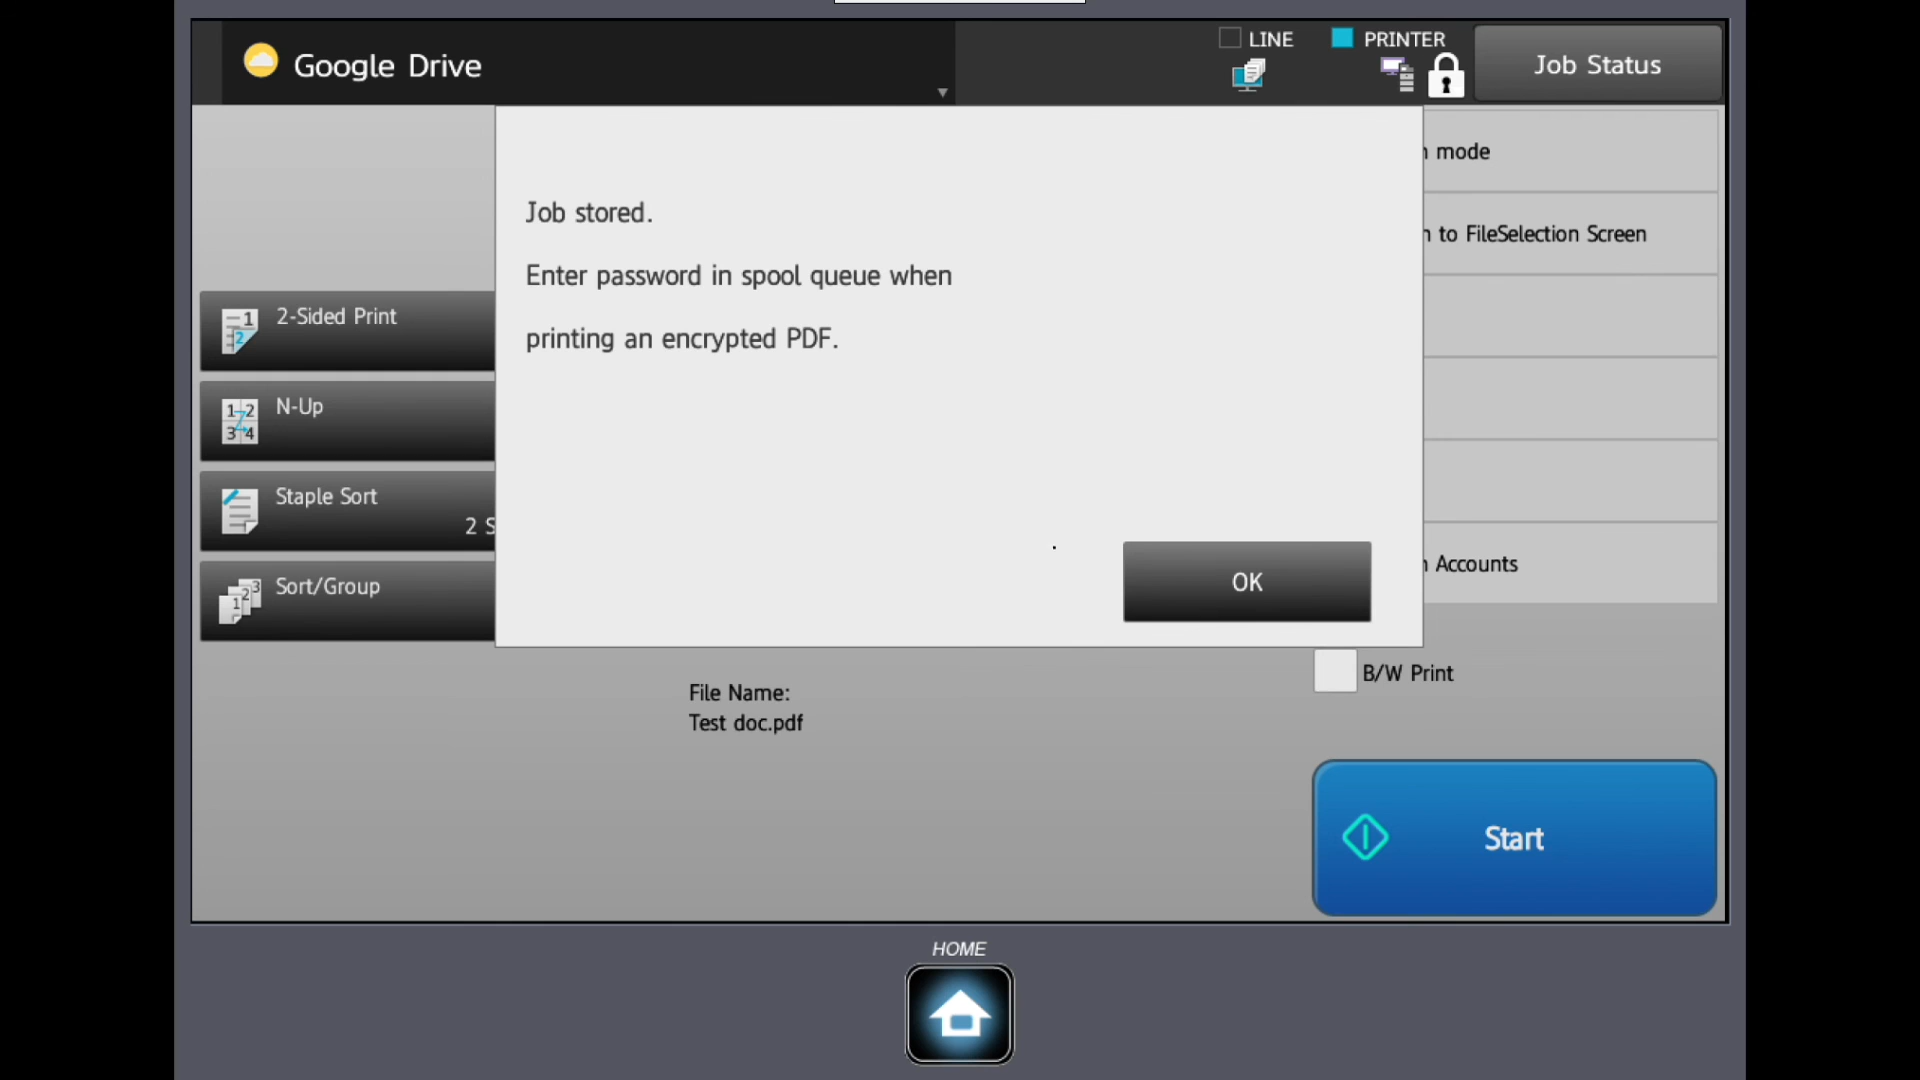 Google Drive
LINE
PRINTER
Job Status
Job stored.
Enter password in spool queue when
printing an encrypted PDF.
OK
2-Sided Print
N-Up
Staple Sort
2 S
Sort/Group
mode
to FileSelection Screen
Accounts
B/W Print
File Name:
Test doc.pdf
Start
HOME